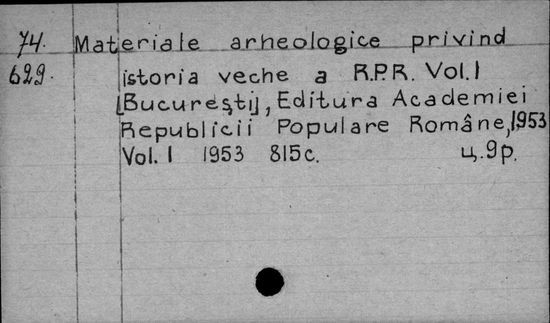 74. Materiale arheologice privind
629. istoria veche a R.P.R. Vol. I
[Bucureşti], Editura Academiei
Republicii Populare Române, 1953
Vol. I 1953 815c. ц. 9р.